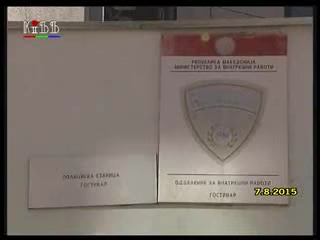 РЕПУБЛИКА МАКЕДОНИЈА
МИНИСТЕРСТВО ЗА ВНАТРЕШНИ РАБОТИ
ПОЛИЦИСКА СТАНИЦА
ГОСТИВАР
ОДДЕЛЕНИЕ ЗА ВНАТРЕШНИ РАБОТИ
ГОСТИВАР
7.8.2015